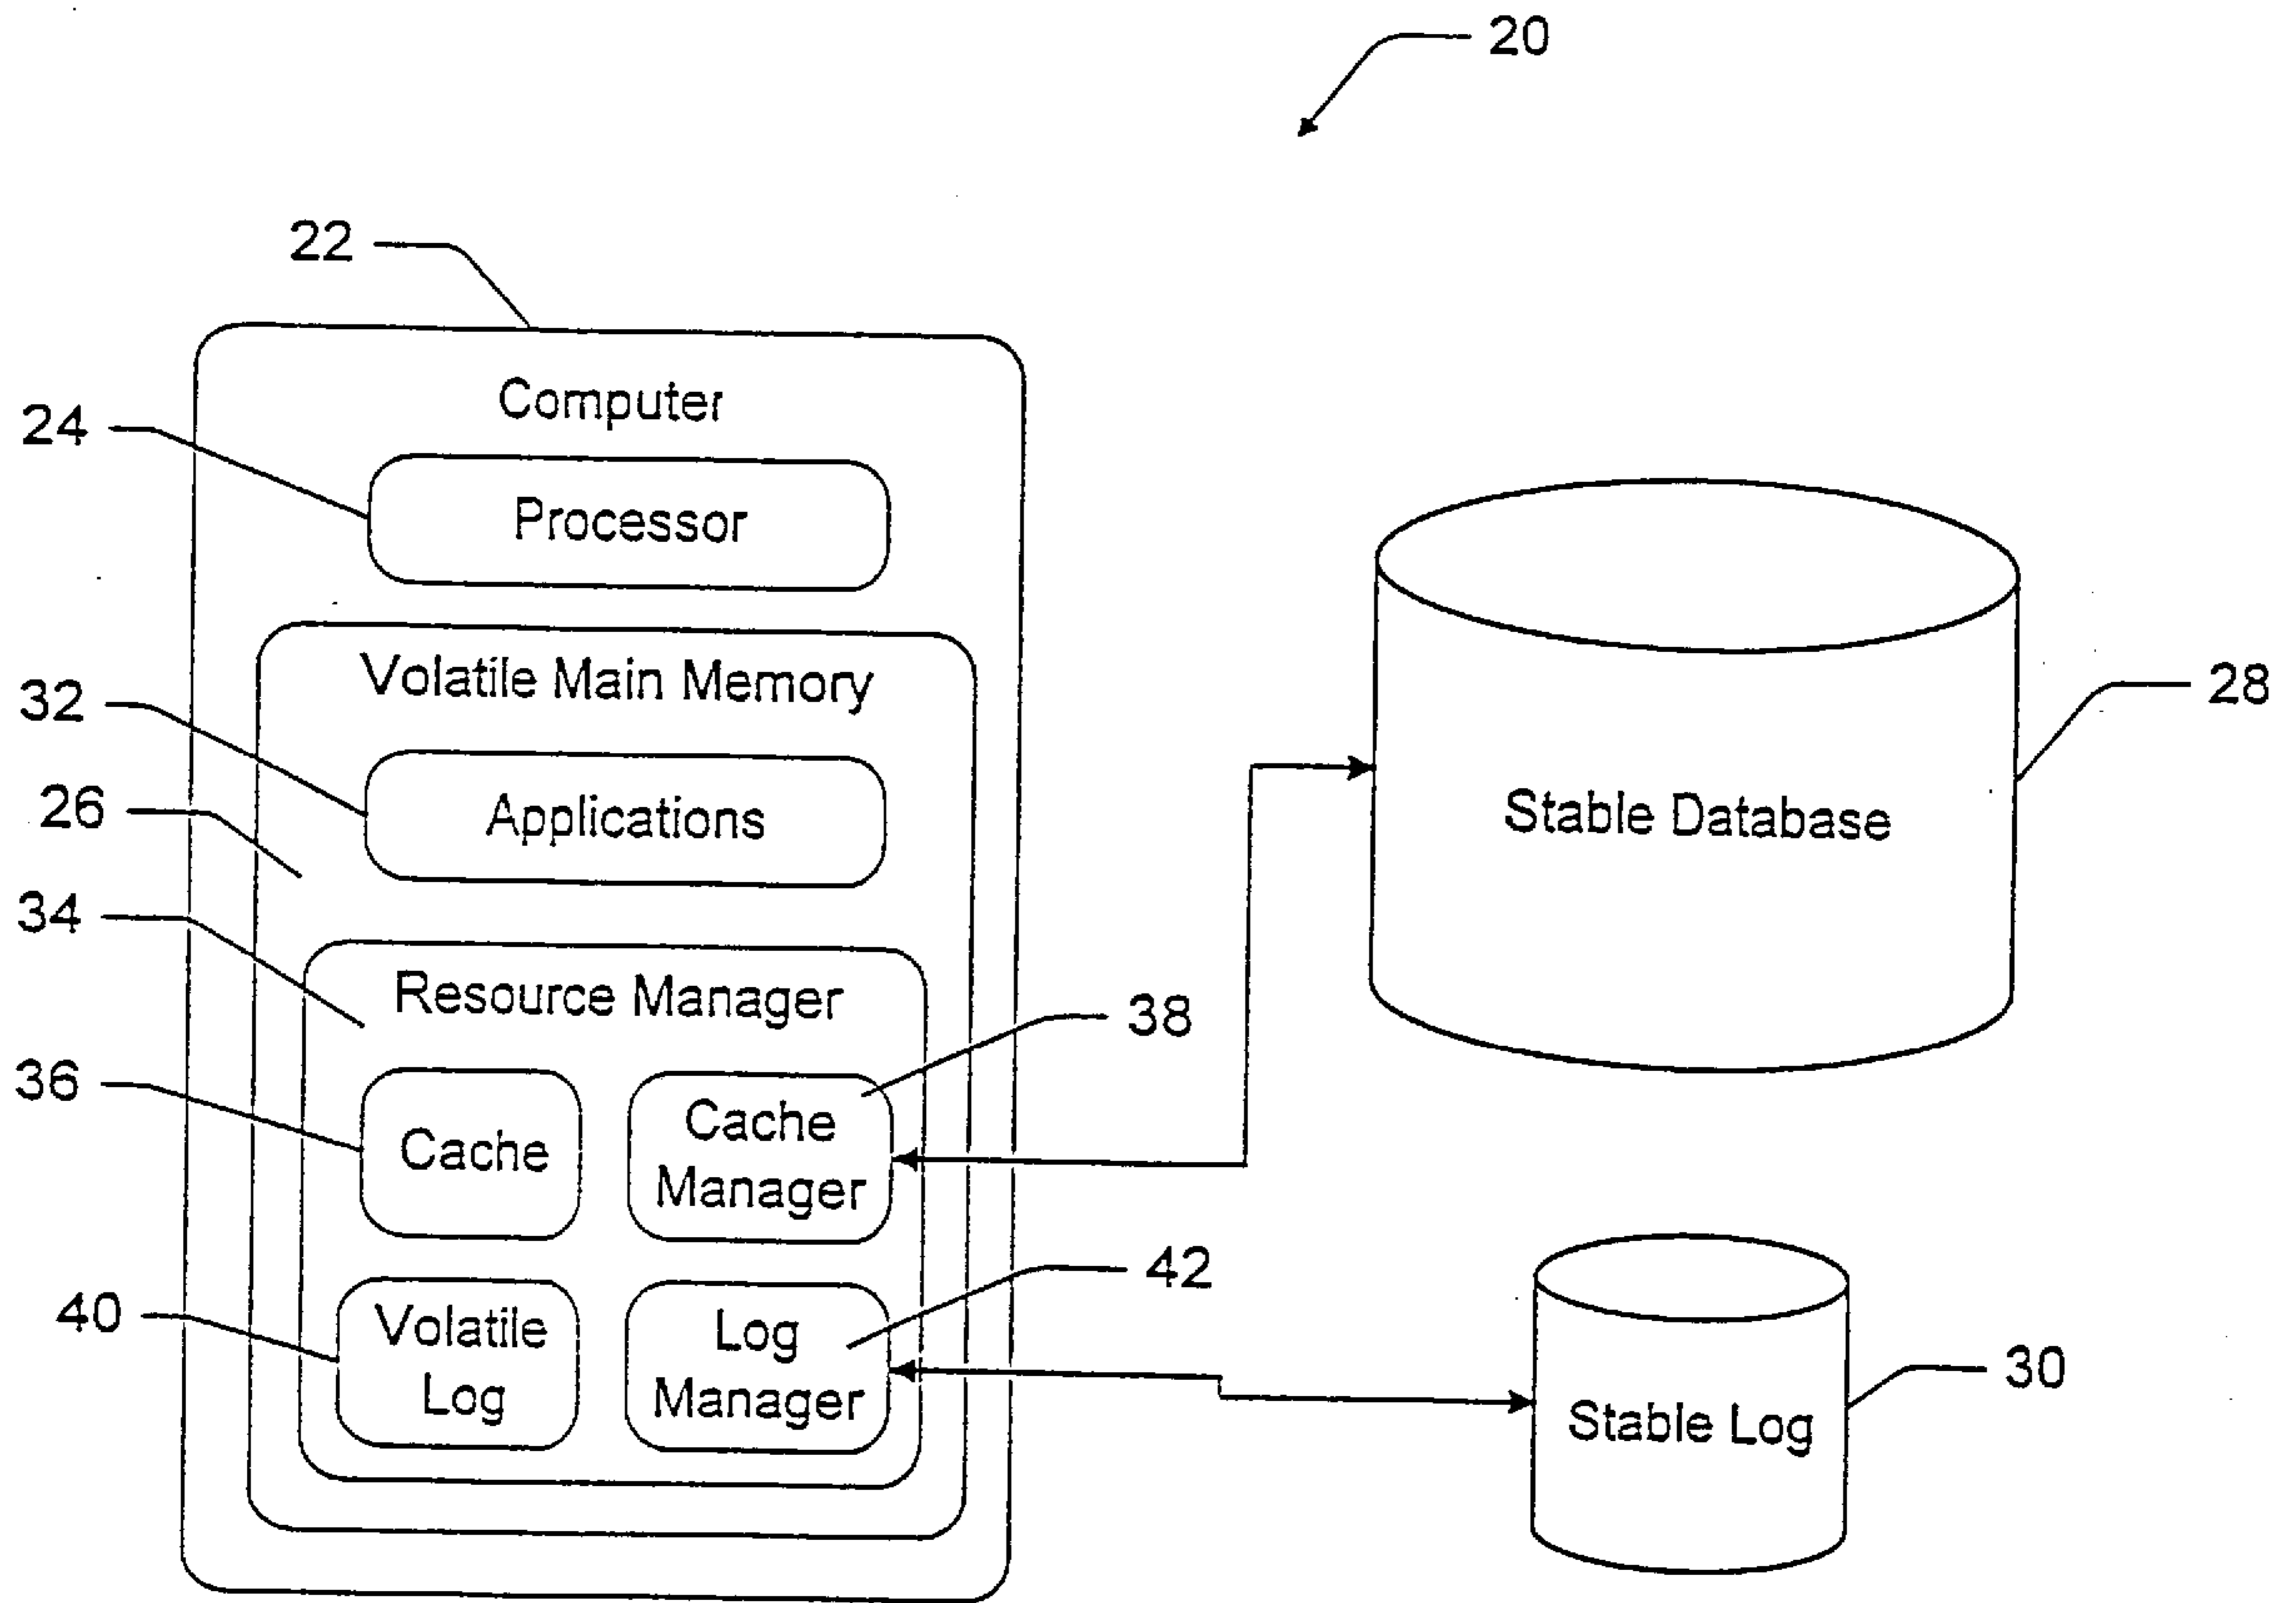 20
22
Computer
24
Processor
Volatile Main Memory
32
28
26
Applications
Stable Database
34
Resource Manager
38
36
Cache
Cache
Manager
42
40
Volatile
Log
Log
Manager
30
Stable Log